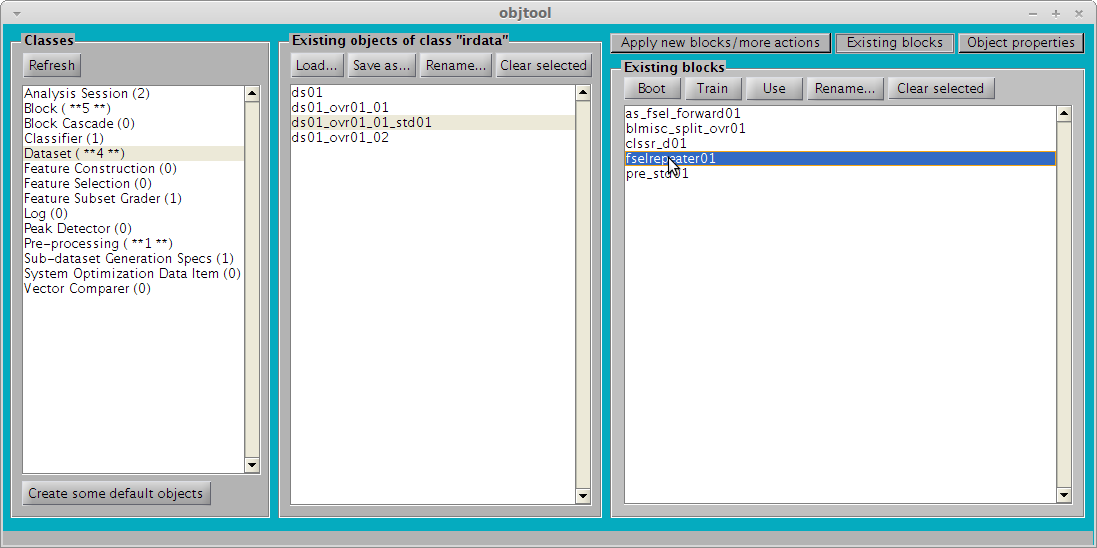 objtool
Classes
Refresh
Analysis Session (2)
Block ( **5 **)
Block Cascade (0)
Classifier (1)
Dataset ( **4 **)
Feature Construction (0)
Feature Selection (0)
Feature Subset Grader (1)
Log (0)
Peak Detector (0)
Pre-processing ( **1 **)
Sub-dataset Generation Specs (1)
System Optimization Data Item (0)
Vector Comparer (0)
Create some default objects
Existing objects of class "irdata"
Load... Save as... Rename... Clear selected
ds01
ds01_ovr01_01
ds01_ovr01_01_std01
ds01_ovr01_02
Apply new blocks/more actions Existing blocks Object properties
Existing blocks
Boot Train Use Rename... Clear selected
as_fsel_forward01
blmisc_split_ovr01
clssr_d01
fselrepeater01
pre_std01